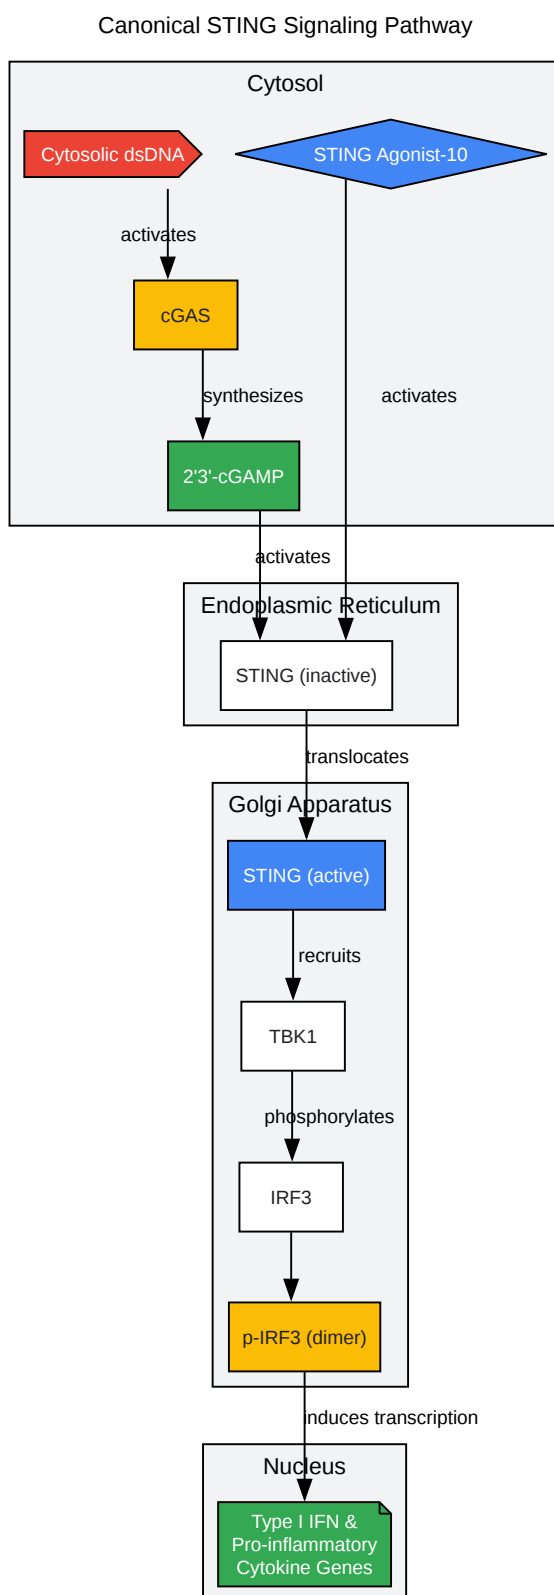 Canonical STING Signaling Pathway
Cytosol
Cytosolic dsDNA
STING Agonist-10
activates
cGAS
synthesizes
activates
2'3'-cGAMP
activates
Endoplasmic Reticulum
STING (inactive)
translocates
Golgi Apparatus
STING (active)
recruits
TBK1
phosphorylates
IRF3
p-IRF3 (dimer)
induces transcription
Nucleus
Type I IFN &
Pro-inflammatory
Cytokine Genes